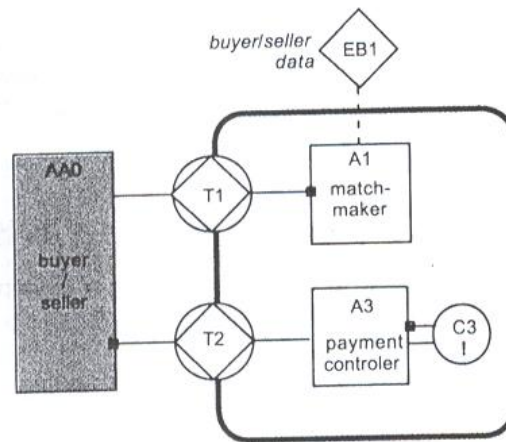 buyer/seller
data
EB1
AA0
buyer
/
seller
T1
A1
match-
maker
T2
A3
payment
controler
C3
!